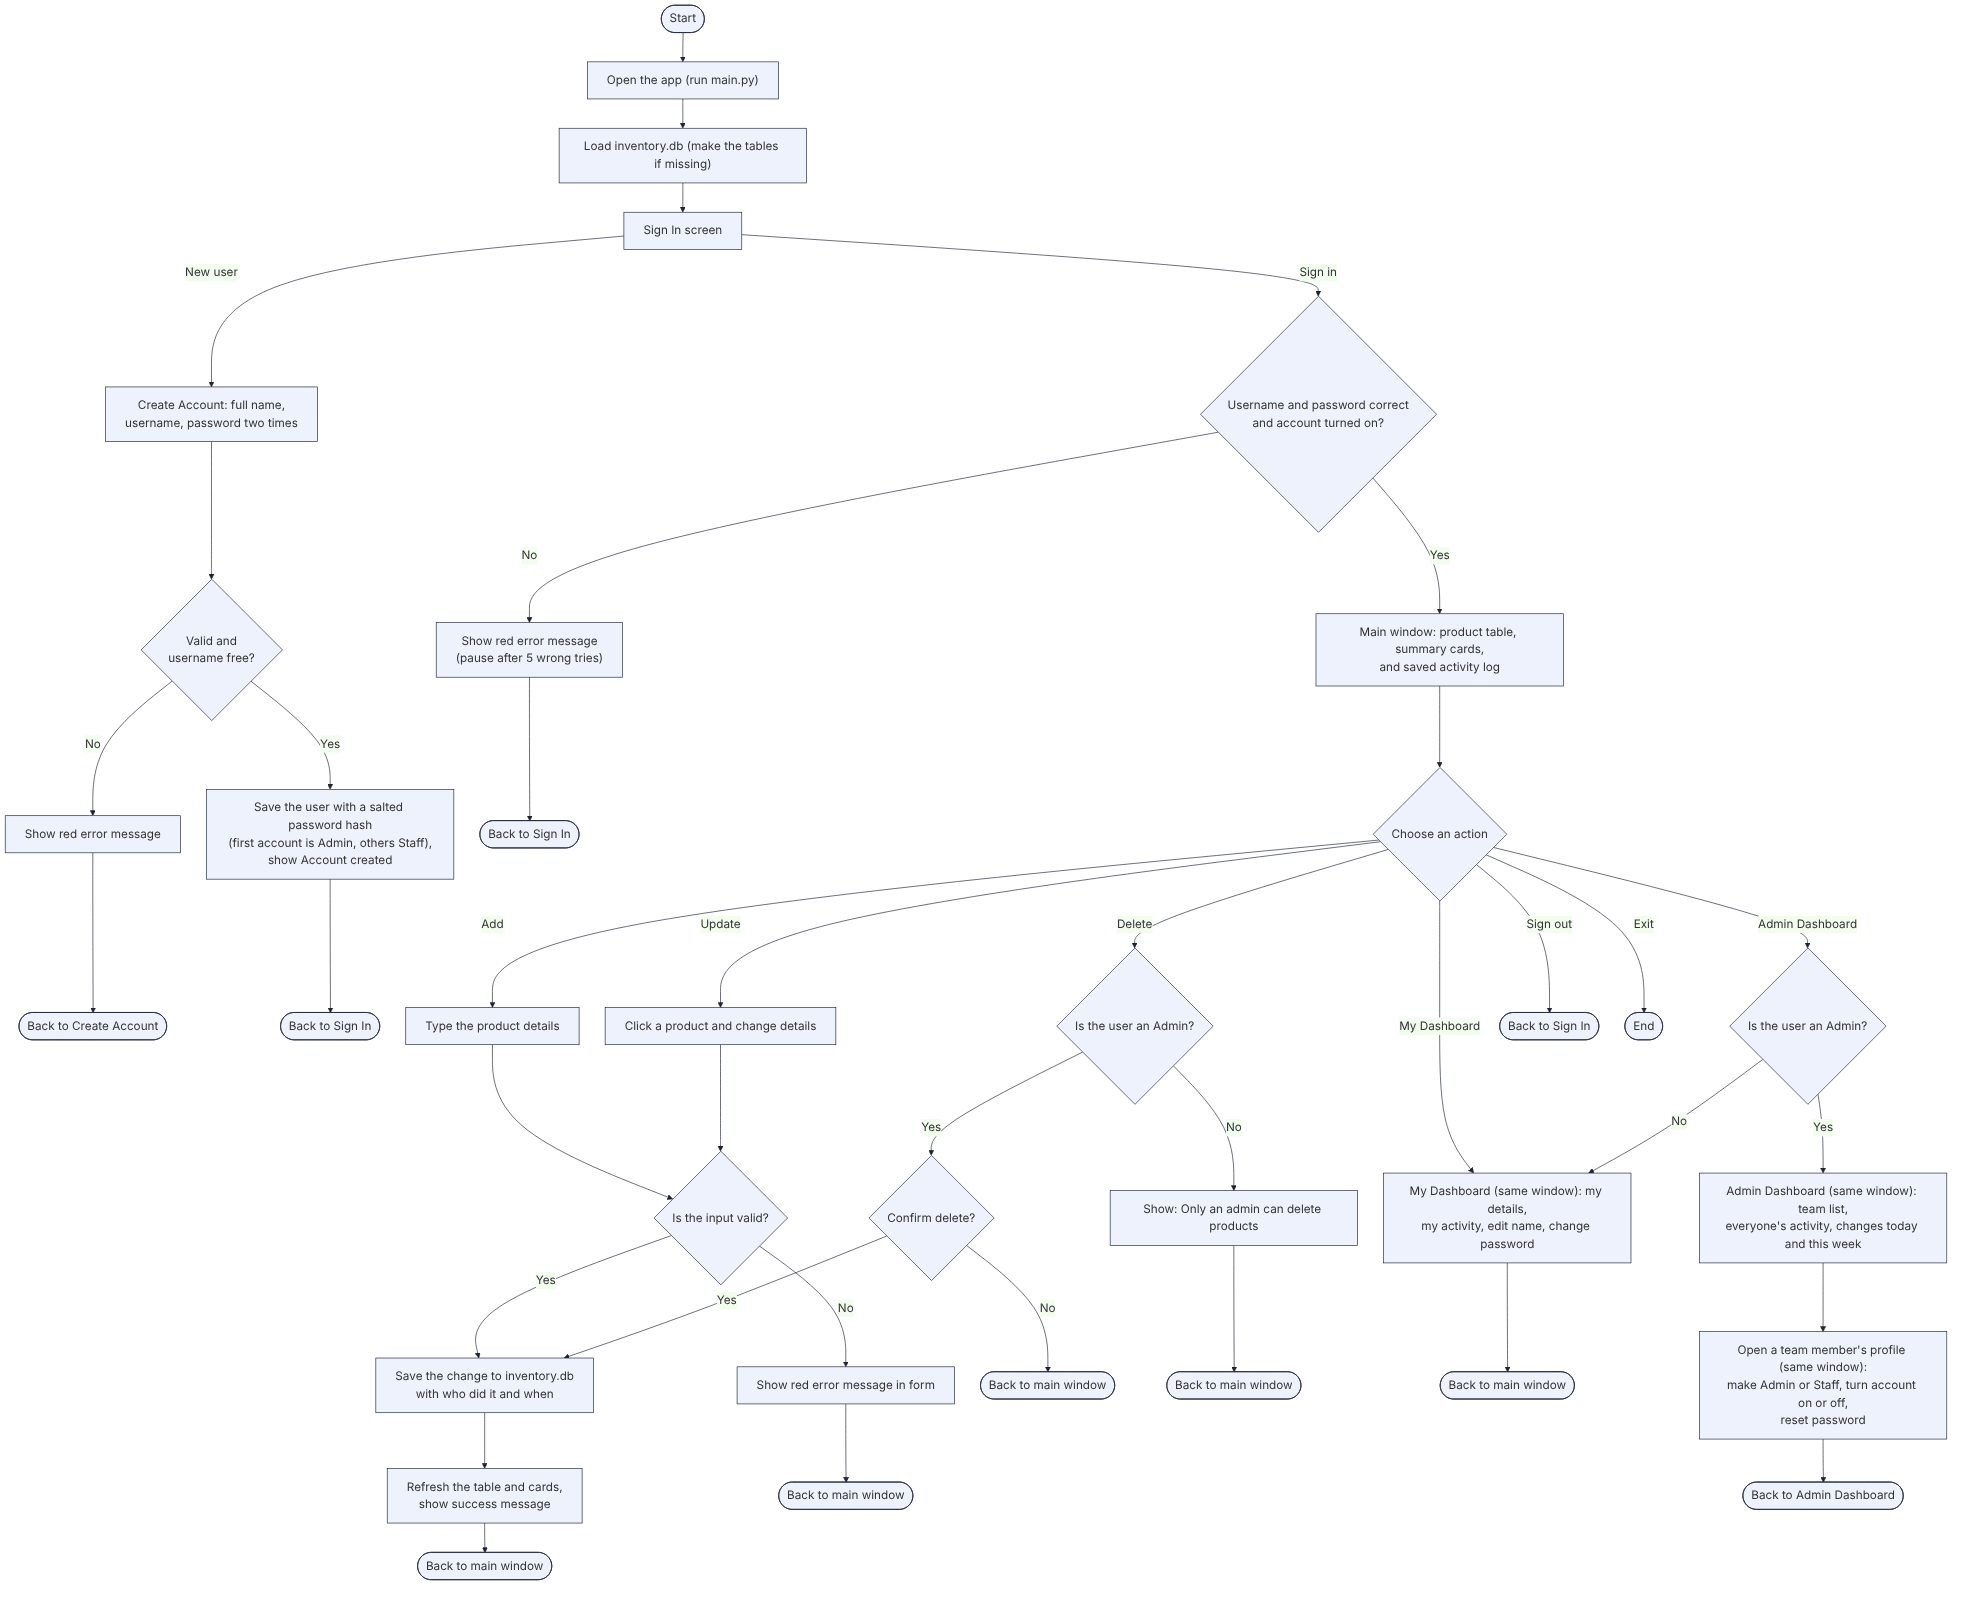 Start
Open the app (run main.py)
Load inventory.db (make the tables
if missing)
Sign In screen
New user
Sign in
Create Account: full name,
username, password two times
Username and password correct
and account turned on?
No
Yes
Valid and
username free?
Show red error message
(pause after 5 wrong tries)
Main window: product table,
summary cards,
and saved activity log
No
Yes
Show red error message
Save the user with a salted
password hash
(first account is Admin, others Staff),
show Account created
Back to Sign In
Choose an action
Add
Update
Delete
Sign out
Exit
Admin Dashboard
Back to Create Account
Back to Sign In
Type the product details
Click a product and change details
Is the user an Admin?
My Dashboard
Back to Sign In
End
Is the user an Admin?
Yes
No
No
Yes
Is the input valid?
Confirm delete?
Show: Only an admin can delete
products
My Dashboard (same window): my
details,
my activity, edit name, change
password
Admin Dashboard (same window):
team list,
everyone's activity, changes today
and this week
Yes
Yes
No
No
Save the change to inventory.db
with who did it and when
Show red error message in form
Back to main window
Back to main window
Back to main window
Open a team member's profile
(same window):
make Admin or Staff, turn account
on or off,
reset password
Refresh the table and cards,
show success message
Back to main window
Back to Admin Dashboard
Back to main window